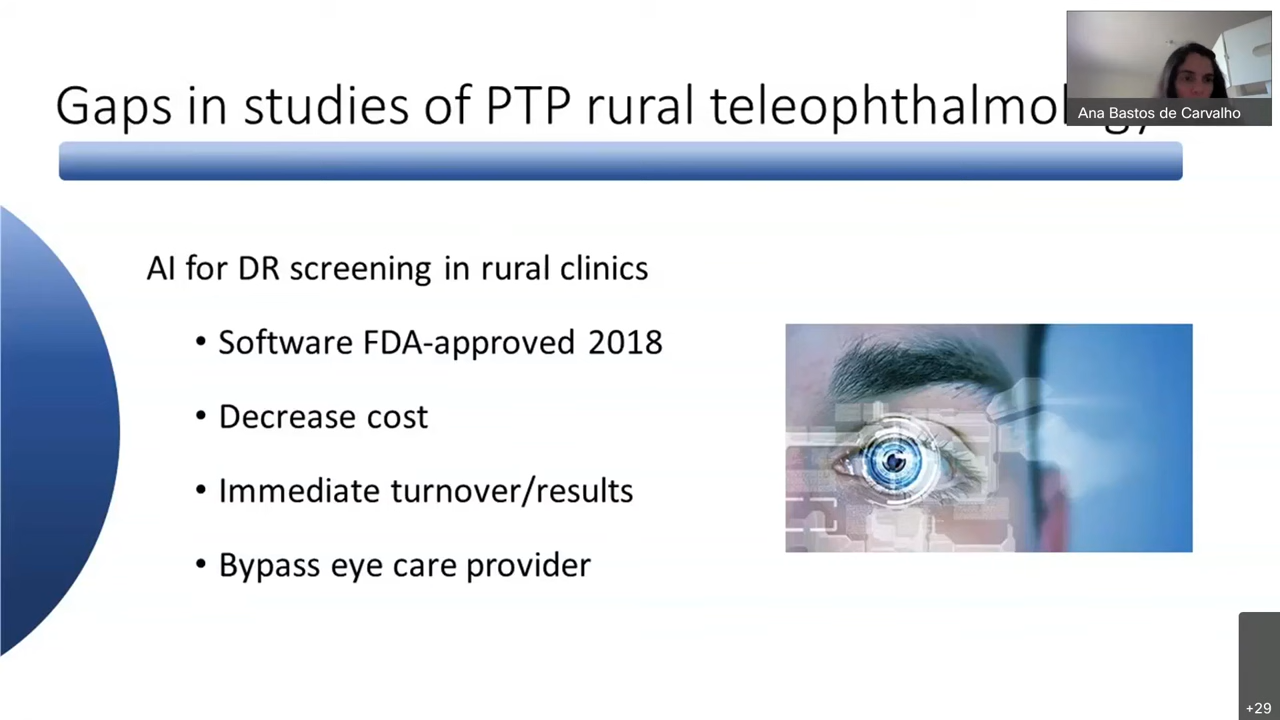 Gaps in studies of PTP rural teleophthalmology
Ana Bastos de Carvalho
AI for DR screening in rural clinics
• Software FDA-approved 2018
• Decrease cost
• Immediate turnover/results
• Bypass eye care provider
+29